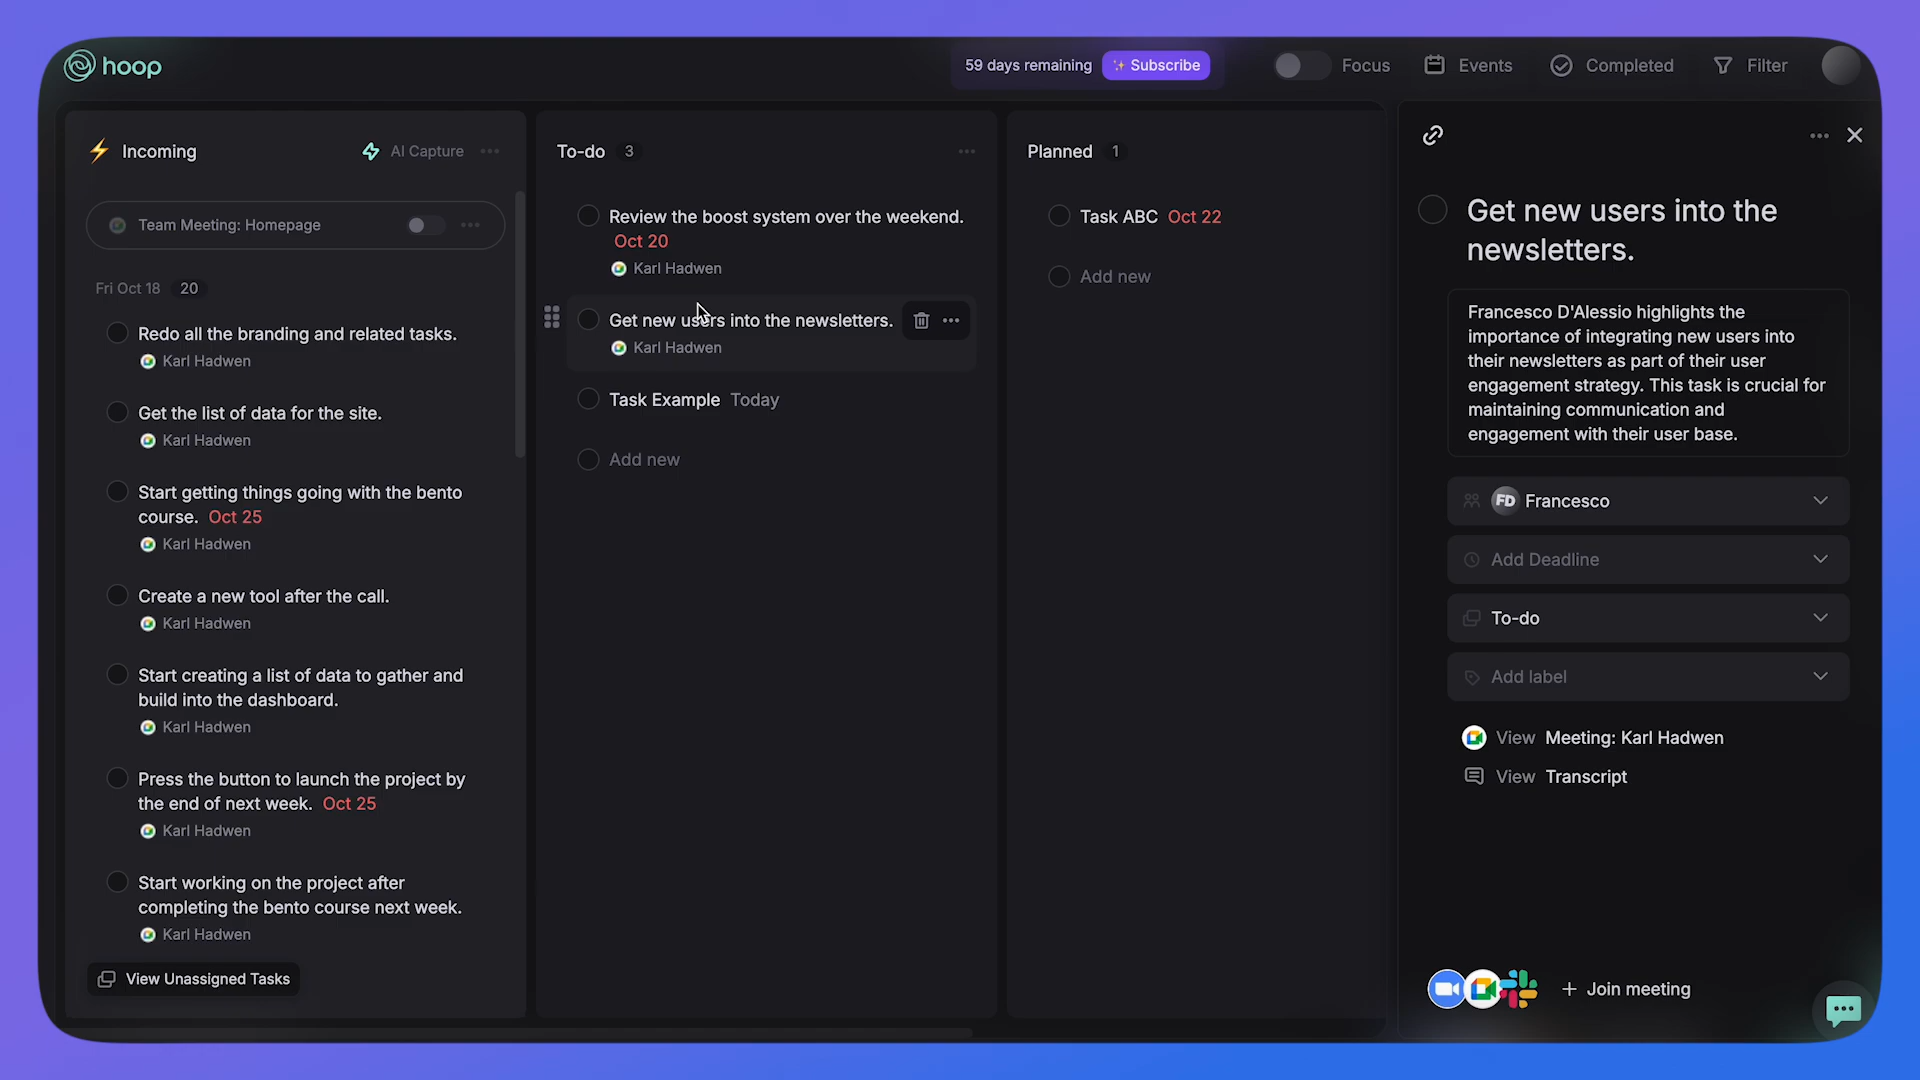 hoop
59 days remaining
Subscribe
Focus
Events
Completed
Filter
Incoming
AI Capture
Team Meeting: Homepage
Fri Oct 18 20
Redo all the branding and related tasks.
Karl Hadwen
Get the list of data for the site.
Karl Hadwen
Start getting things going with the bento
course. Oct 25
Karl Hadwen
Create a new tool after the call.
Karl Hadwen
Start creating a list of data to gather and
build into the dashboard.
Karl Hadwen
Press the button to launch the project by
the end of next week. Oct 25
Karl Hadwen
Start working on the project after
completing the bento course next week.
Karl Hadwen
View Unassigned Tasks
To-do 3
Review the boost system over the weekend.
Oct 20
Karl Hadwen
Get new users into the newsletters.
Karl Hadwen
Task Example Today
Add new
Planned 1
Task ABC Oct 22
Add new
Get new users into the
newsletters.
Francesco D'Alessio highlights the
importance of integrating new users into
their newsletters as part of their user
engagement strategy. This task is crucial for
maintaining communication and
engagement with their user base.
FD Francesco
Add Deadline
To-do
Add label
View Meeting: Karl Hadwen
View Transcript
+ Join meeting